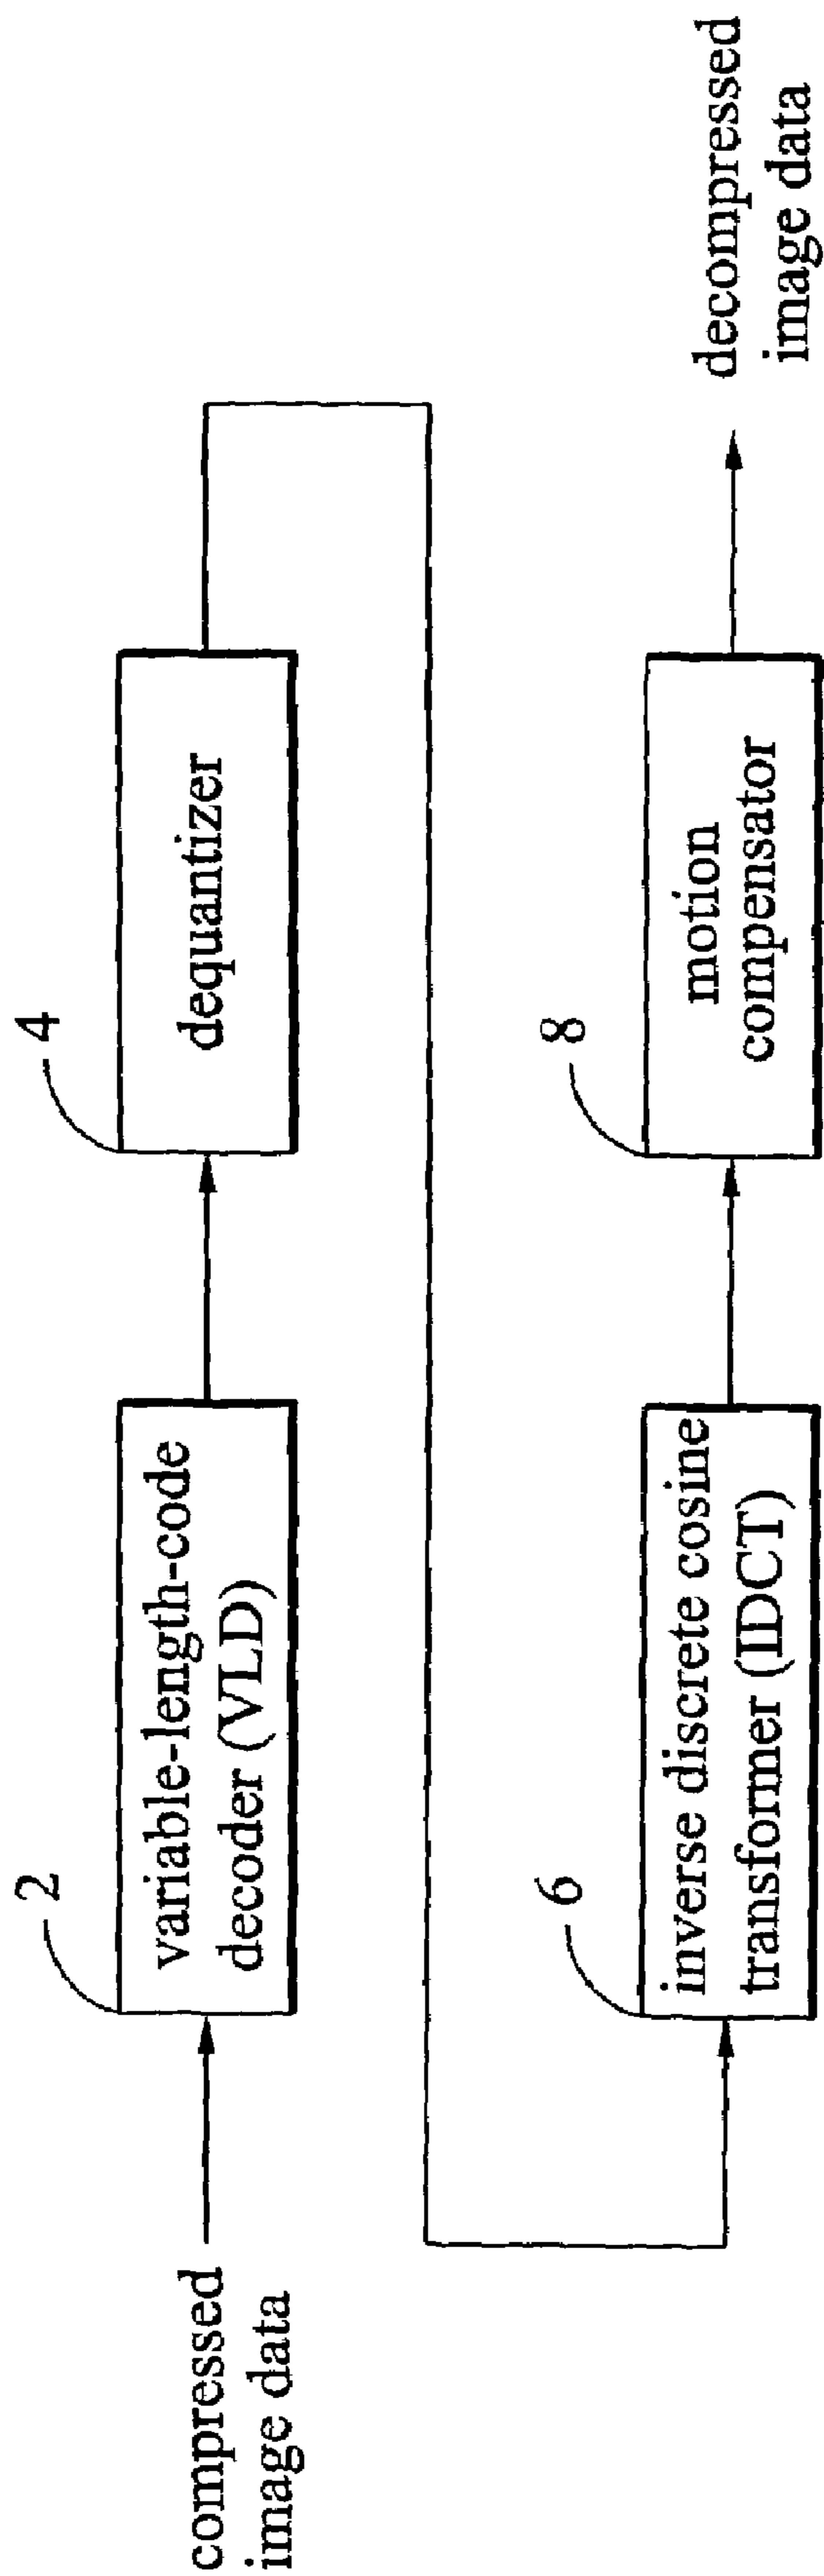 compressed
image data
2
variable-length-code
decoder (VLD)
4
dequantizer
6
inverse discrete cosine
transformer (IDCT)
8
motion
compensator
decompressed
image data